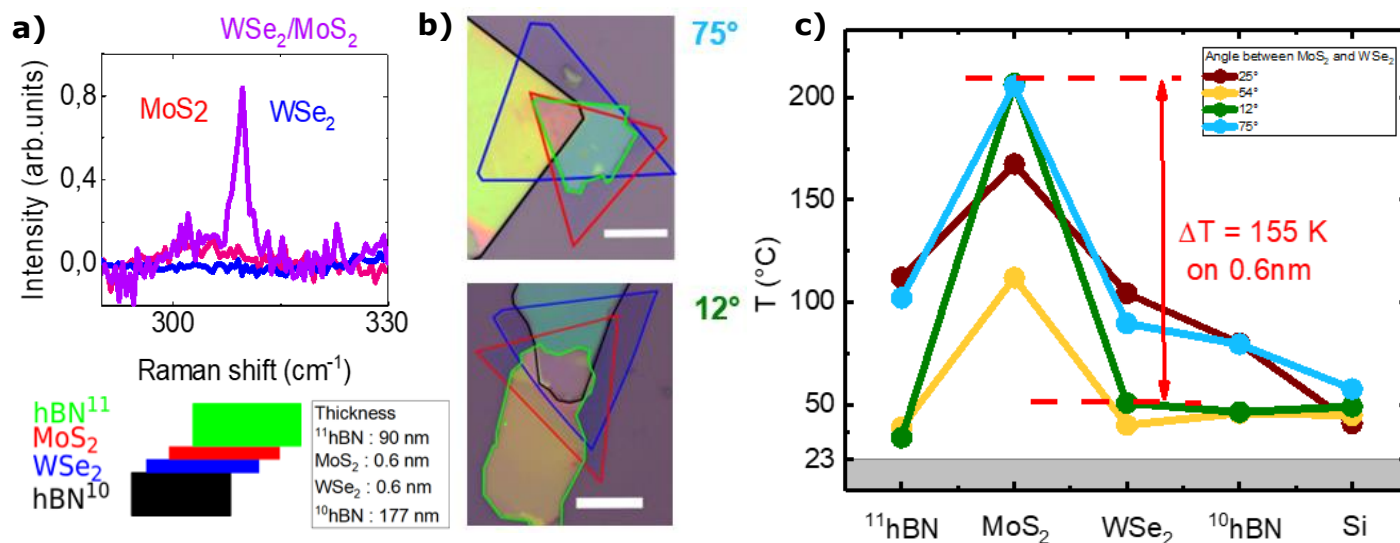 a)
WSe₂/MoS₂
0,8
0,4
0,0
MoS2
WSe₂
Intensity (arb.units)
300
330
Raman shift (cm⁻¹)
hBN¹¹
MoS₂
WSe₂
hBN¹⁰
Thickness
¹¹hBN : 90 nm
MoS₂ : 0.6 nm
WSe₂ : 0.6 nm
¹⁰hBN : 177 nm
b)
75°
12°
c)
T (°C)
200
150
100
50
23
Angle between MoS₂ and WSe₂
25°
54°
12°
75°
ΔT = 155 K
on 0.6nm
¹¹hBN
MoS₂
WSe₂
¹⁰hBN
Si